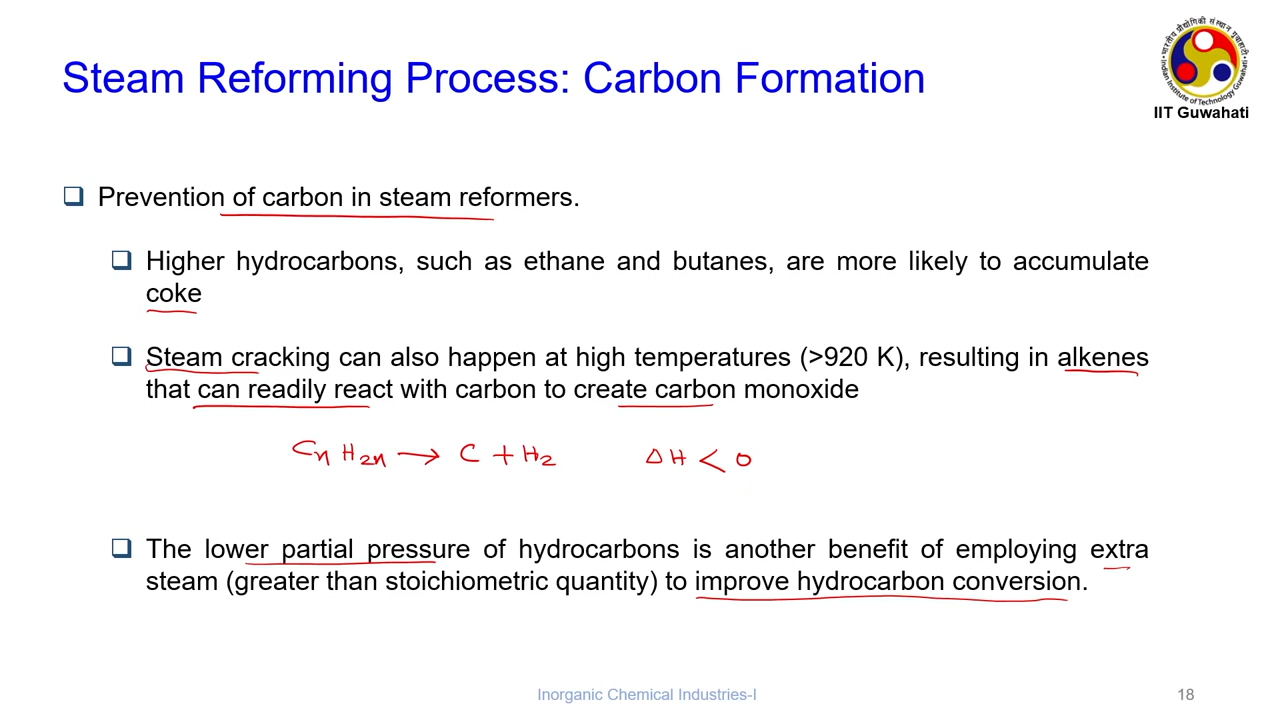 Steam Reforming Process: Carbon Formation
IIT Guwahati
Prevention of carbon in steam reformers.
Higher hydrocarbons, such as ethane and butanes, are more likely to accumulate
coke
Steam cracking can also happen at high temperatures (>920 K), resulting in alkenes
that can readily react with carbon to create carbon monoxide
CnH2n → C + H2 ΔH < 0
The lower partial pressure of hydrocarbons is another benefit of employing extra
steam (greater than stoichiometric quantity) to improve hydrocarbon conversion.
Inorganic Chemical Industries-I
18